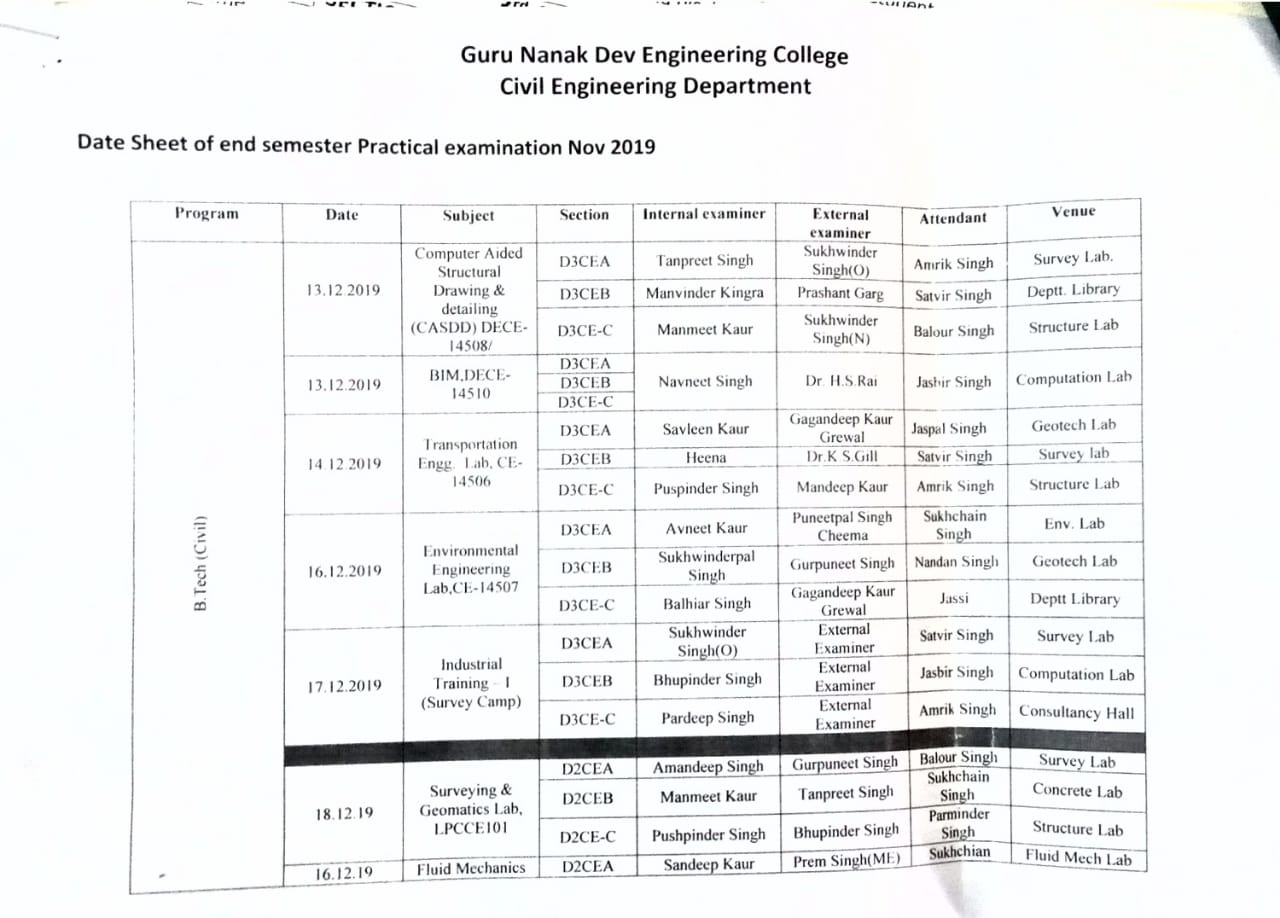 Guru Nanak Dev Engineering College
Civil Engineering Department
Date Sheet of end semester Practical examination Nov 2019
Program Date Subject Section Internal examiner External examiner Attendant Venue
B.Tech (Civil)
13.12.2019 Computer Aided Structural Drawing & detailing (CASDD) DECE-14508/
D3CEA Tanpreet Singh Sukhwinder Singh(O) Amrik Singh Survey Lab.
D3CEB Manvinder Kingra Prashant Garg Satvir Singh Deptt. Library
D3CE-C Manmeet Kaur Sukhwinder Singh(N) Balour Singh Structure Lab
13.12.2019 BIM,DECE-14510
D3CEA
D3CEB Navneet Singh Dr. H.S.Rai Jasbir Singh Computation Lab
D3CE-C
14.12.2019 Transportation Engg. Lab, CE-14506
D3CEA Savleen Kaur Gagandeep Kaur Grewal Jaspal Singh Geotech Lab
D3CEB Heena Dr.K S.Gill Satvir Singh Survey lab
D3CE-C Puspinder Singh Mandeep Kaur Amrik Singh Structure Lab
16.12.2019 Environmental Engineering Lab,CE-14507
D3CEA Avneet Kaur Puneetpal Singh Cheema Sukhchain Singh Env. Lab
D3CEB Sukhwinderpal Singh Gurpuneet Singh Nandan Singh Geotech Lab
D3CE-C Balhiar Singh Gagandeep Kaur Grewal Jassi Deptt Library
17.12.2019 Industrial Training - I (Survey Camp)
D3CEA Sukhwinder Singh(O) External Examiner Satvir Singh Survey Lab
D3CEB Bhupinder Singh External Examiner Jasbir Singh Computation Lab
D3CE-C Pardeep Singh External Examiner Amrik Singh Consultancy Hall
18.12.19 Surveying & Geomatics Lab, LPCCE101
D2CEA Amandeep Singh Gurpuneet Singh Balour Singh Survey Lab
D2CEB Manmeet Kaur Tanpreet Singh Sukhchain Singh Concrete Lab
D2CE-C Pushpinder Singh Bhupinder Singh Parminder Singh Structure Lab
16.12.19 Fluid Mechanics D2CEA Sandeep Kaur Prem Singh(ME) Sukhchian Fluid Mech Lab